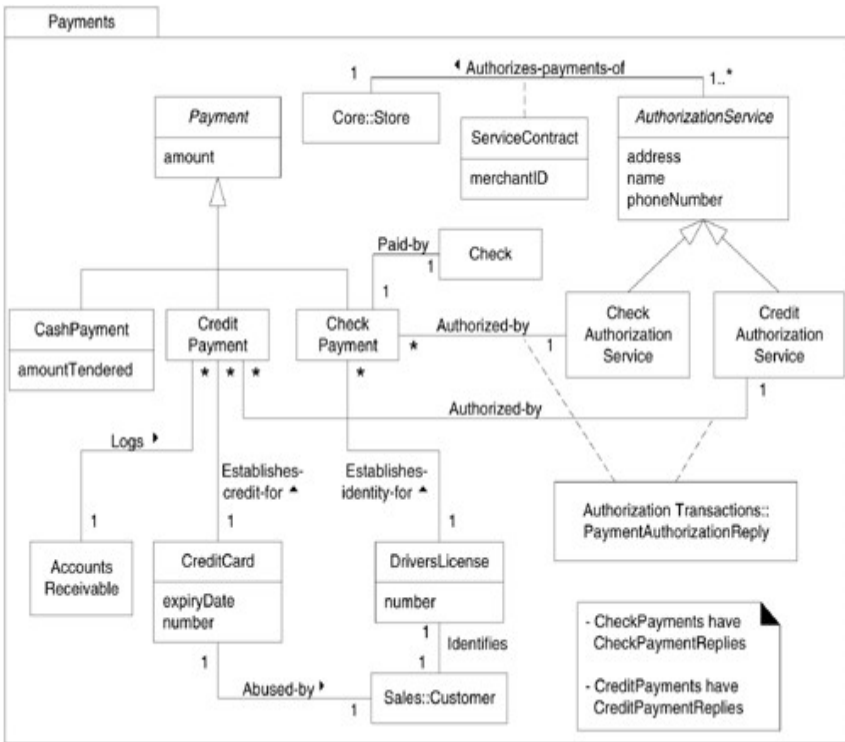 Payments
1
Authorizes-payments-of
1..*
Payment
amount
Core::Store
ServiceContract
merchantID
AuthorizationService
address
name
phoneNumber
Paid-by
1
1
Check
CashPayment
amountTendered
Credit
Payment
Check
Payment
Authorized-by
*
1
Check
Authorization
Service
Credit
Authorization
Service
* * *
*
1
Authorized-by
Logs
Establishes-
credit-for
Establishes-
identity-for
1
1
1
Accounts
Receivable
CreditCard
expiryDate
number
DriversLicense
number
Authorization Transactions::
PaymentAuthorizationReply
1
Identifies
1
1
Abused-by
1
Sales::Customer
- CheckPayments have
CheckPaymentReplies
- CreditPayments have
CreditPaymentReplies